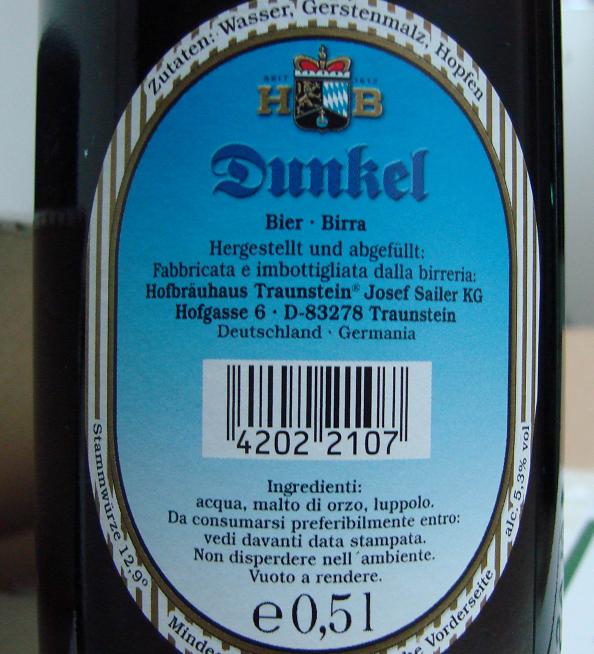 Zutaten: Wasser, Gerstenmalz, Hopfen
SEIT 1612
H B
Dunkel
Bier · Birra
Hergestellt und abgefüllt:
Fabbricata e imbottigliata dalla birreria:
Hofbräuhaus Traunstein® Josef Sailer KG
Hofgasse 6 · D-83278 Traunstein
Deutschland · Germania
4202 2107
Ingredienti:
acqua, malto di orzo, luppolo.
Da consumarsi preferibilmente entro:
vedi davanti data stampata.
Non disperdere nell´ambiente.
Vuoto a rendere.
e 0,5 l
Stammwürze 12,9°
alc. 5,3% vol
Vorderseite